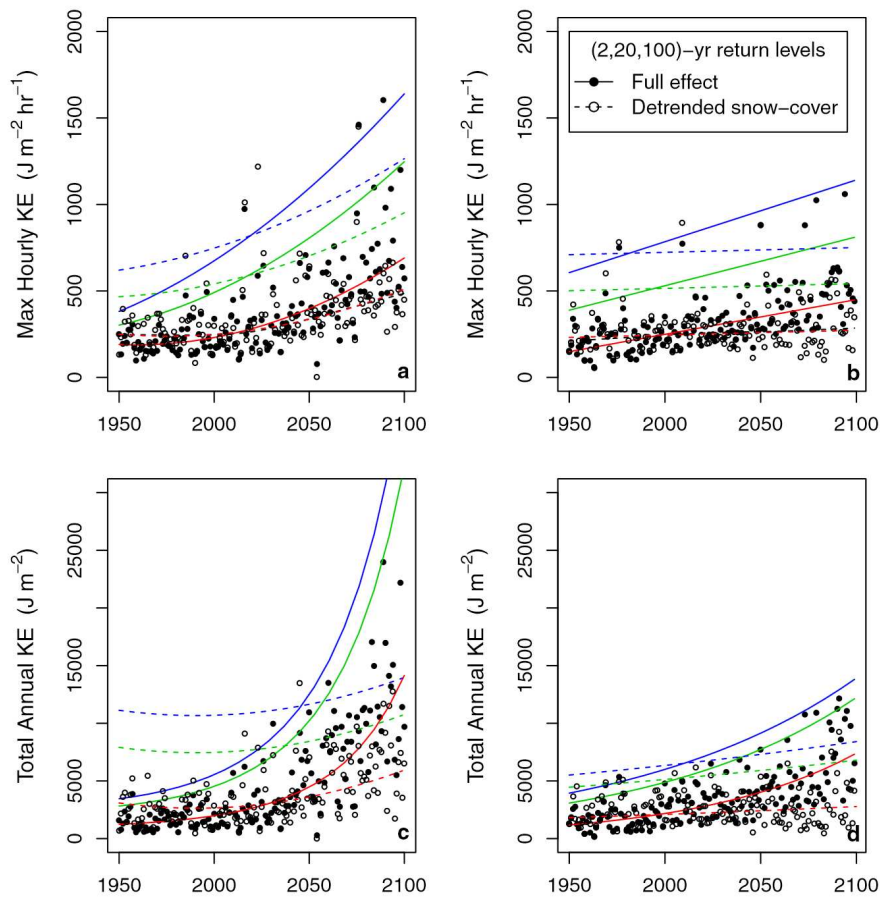 2000
1500
1000
500
0
Max Hourly KE (J m−2 hr−1)
1950 2000 2050 2100
a
2000
1500
1000
500
0
Max Hourly KE (J m−2 hr−1)
(2,20,100)−yr return levels
Full effect
Detrended snow−cover
1950 2000 2050 2100
b
25000
15000
5000
0
Total Annual KE (J m−2)
1950 2000 2050 2100
c
25000
15000
5000
0
Total Annual KE (J m−2)
1950 2000 2050 2100
d